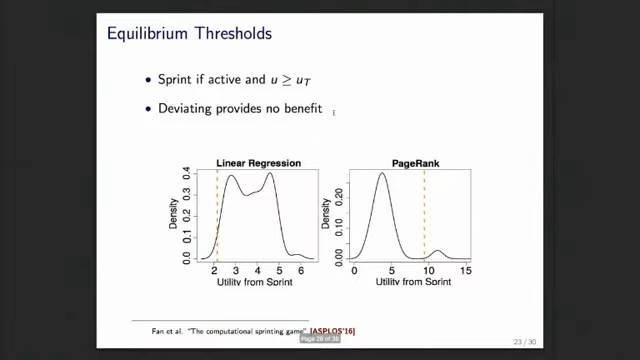 Equilibrium Thresholds
• Sprint if active and u ≥ u_T
• Deviating provides no benefit
Linear Regression
Density
0.0 0.1 0.2 0.3 0.4
2 3 4 5 6
Utility from Sprint
PageRank
Density
0.00 0.10 0.20
0 5 10 15
Utility from Sprint
Fan et al. "The computational sprinting game" [ASPLOS'16]
Page 26 of 36
23 / 30